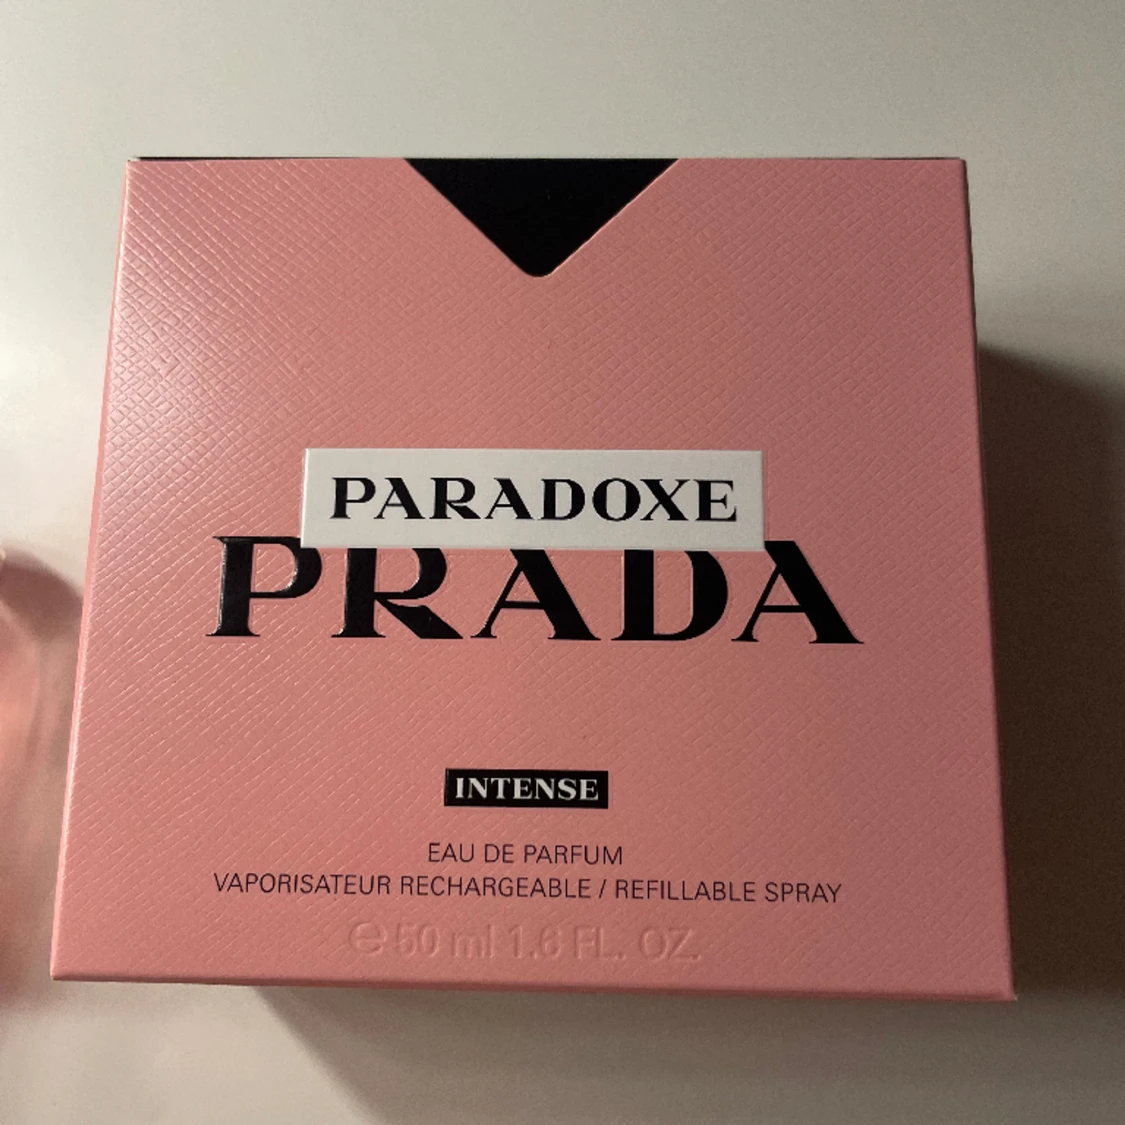 PARADOXE
PRADA
INTENSE
EAU DE PARFUM
VAPORISATEUR RECHARGEABLE / REFILLABLE SPRAY
℮ 50 ml 1.6 FL. OZ.